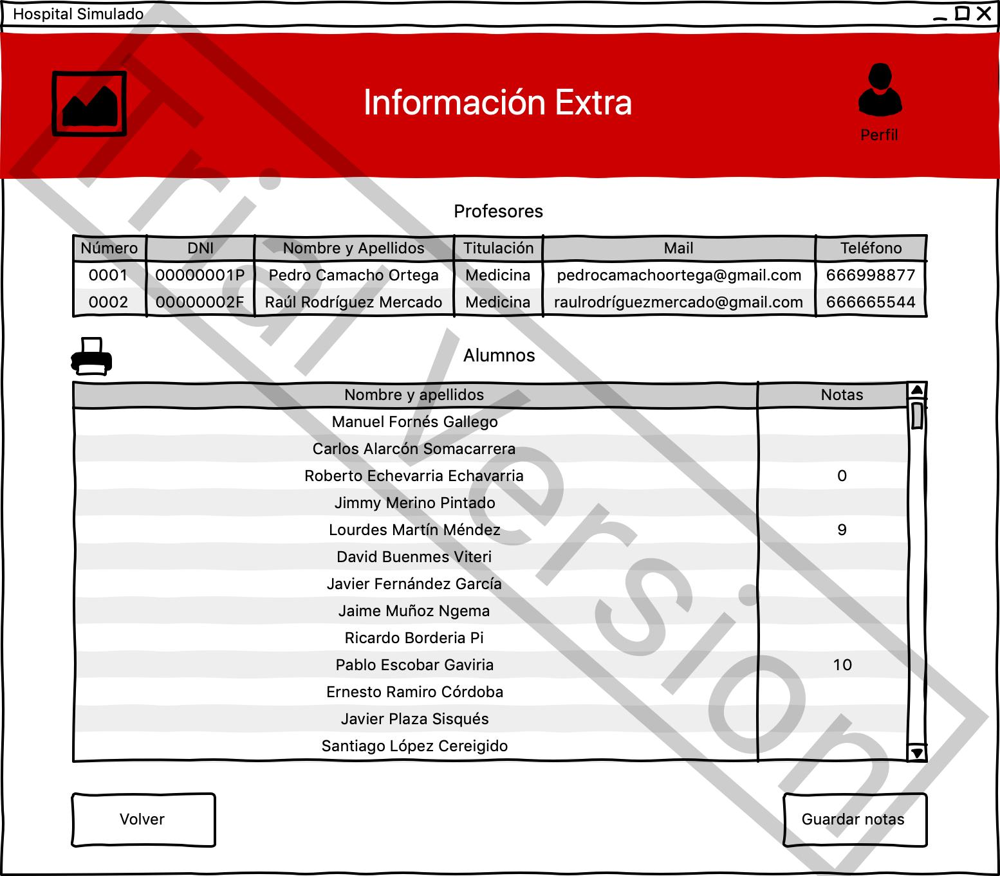 Hospital Simulado
Información Extra
Perfil
Profesores
Número DNI Nombre y Apellidos Titulación Mail Teléfono
0001 00000001P Pedro Camacho Ortega Medicina pedrocamachoortega@gmail.com 666998877
0002 00000002F Raúl Rodríguez Mercado Medicina raulrodríguezmercado@gmail.com 666665544
Alumnos
Nombre y apellidos Notas
Manuel Fornés Gallego
Carlos Alarcón Somacarrera
Roberto Echevarria Echavarria 0
Jimmy Merino Pintado
Lourdes Martín Méndez 9
David Buenmes Viteri
Javier Fernández García
Jaime Muñoz Ngema
Ricardo Borderia Pi
Pablo Escobar Gaviria 10
Ernesto Ramiro Córdoba
Javier Plaza Sisqués
Santiago López Cereigido
Volver Guardar notas
Trial Version